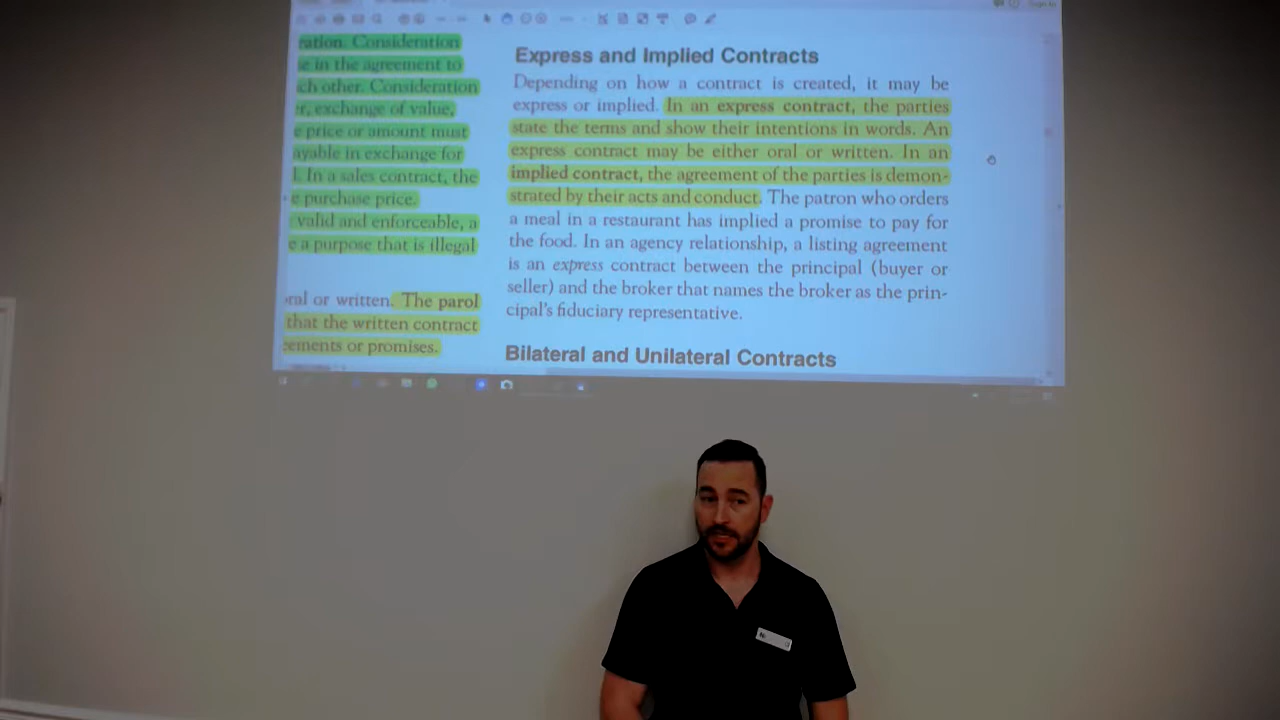 Sign In
ration. Consideration
e in the agreement to
ch other. Consideration
r, exchange of value,
e price or amount must
ayable in exchange for
l. In a sales contract, the
e purchase price.
valid and enforceable, a
e a purpose that is illegal
oral or written. The parol
that the written contract
eements or promises.
Express and Implied Contracts
Depending on how a contract is created, it may be
express or implied. In an express contract, the parties
state the terms and show their intentions in words. An
express contract may be either oral or written. In an
implied contract, the agreement of the parties is demon-
strated by their acts and conduct. The patron who orders
a meal in a restaurant has implied a promise to pay for
the food. In an agency relationship, a listing agreement
is an express contract between the principal (buyer or
seller) and the broker that names the broker as the prin-
cipal's fiduciary representative.
Bilateral and Unilateral Contracts